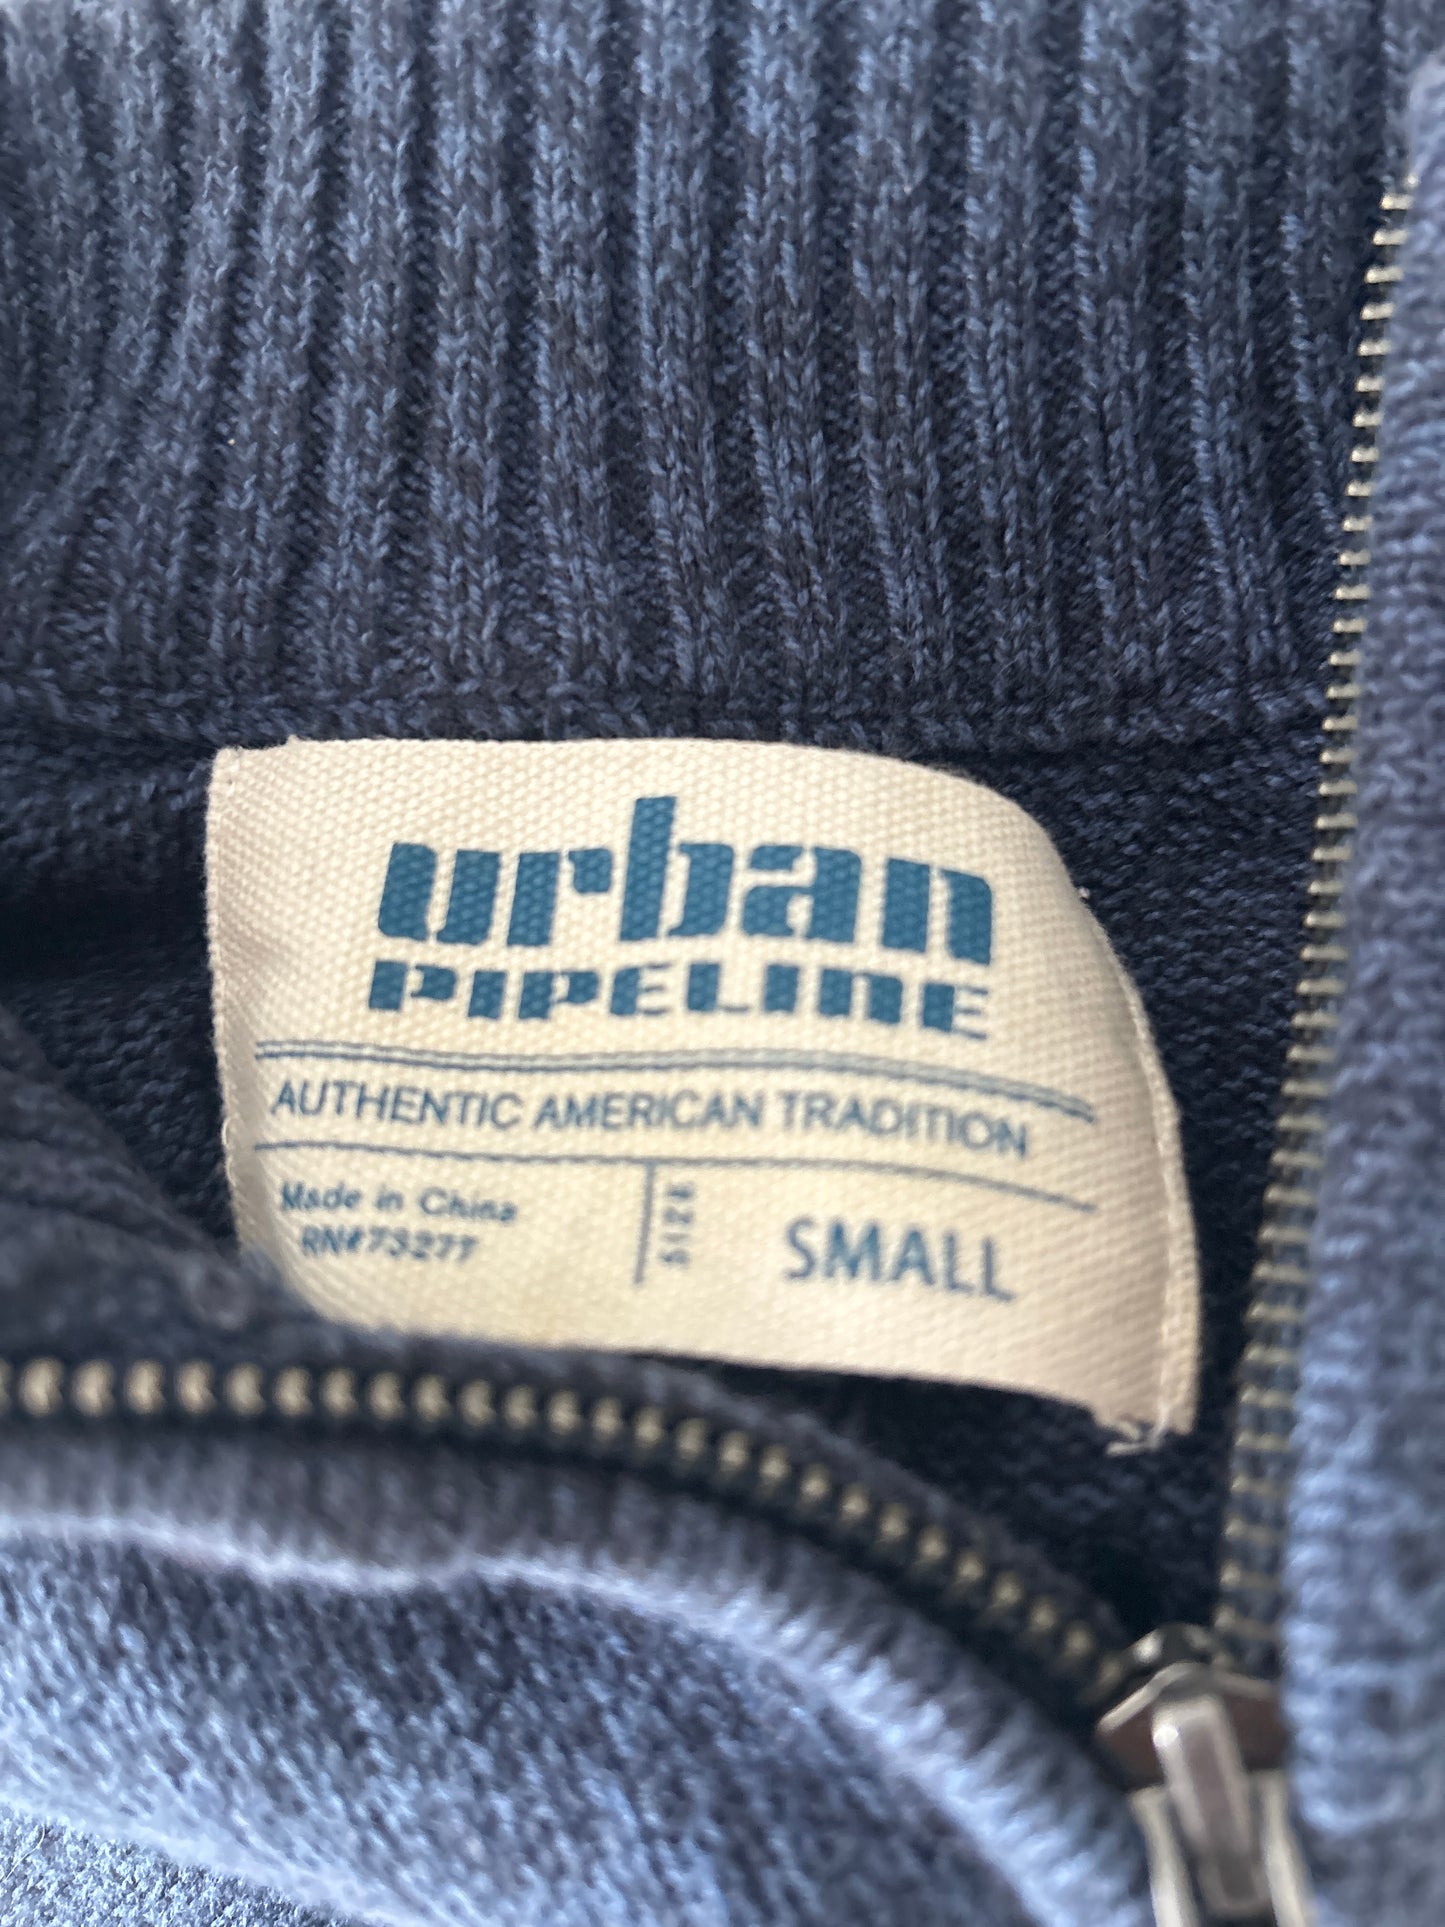 urban
PIPELINE
AUTHENTIC AMERICAN TRADITION
Made in China
RN#73277
SIZE
SMALL